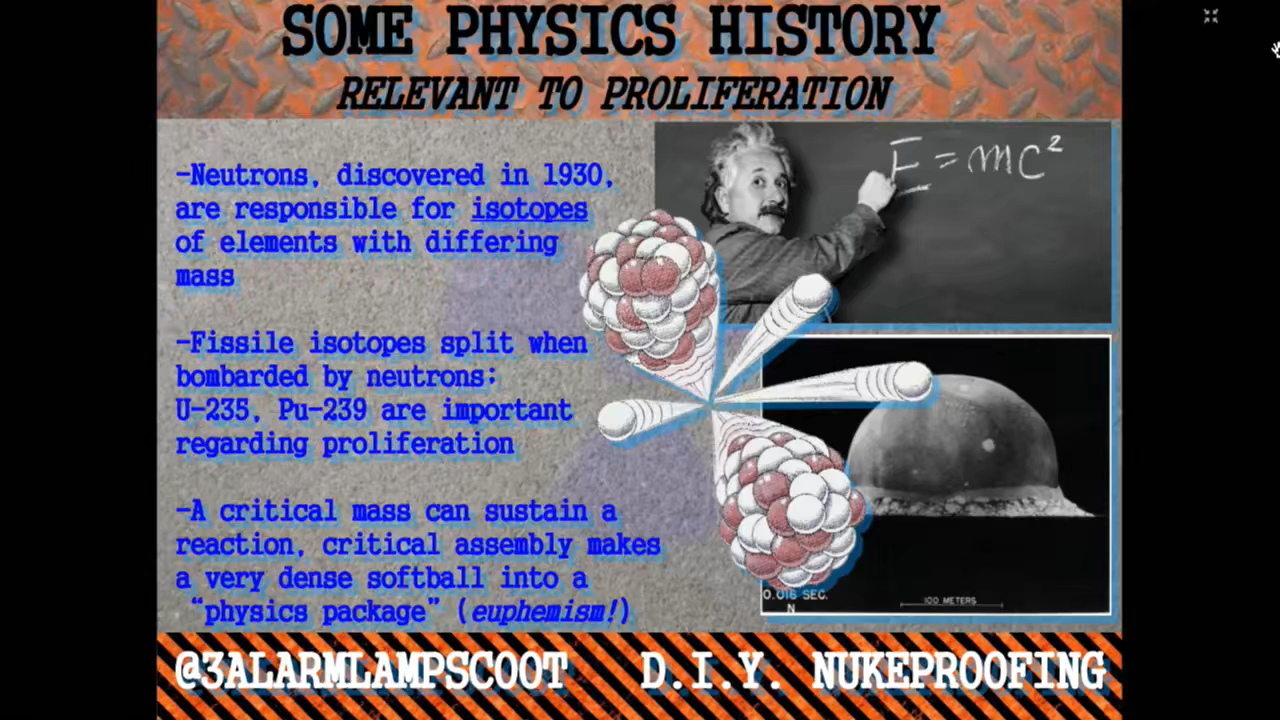 SOME PHYSICS HISTORY
RELEVANT TO PROLIFERATION
-Neutrons, discovered in 1930,
are responsible for isotopes
of elements with differing
mass
-Fissile isotopes split when
bombarded by neutrons;
U-235, Pu-239 are important
regarding proliferation
-A critical mass can sustain a
reaction, critical assembly makes
a very dense softball into a
“physics package” (euphemism!)
E = mc²
0.016 SEC.
N
100 METERS
@3ALARMLAMPSCOOT D.I.Y. NUKEPROOFING